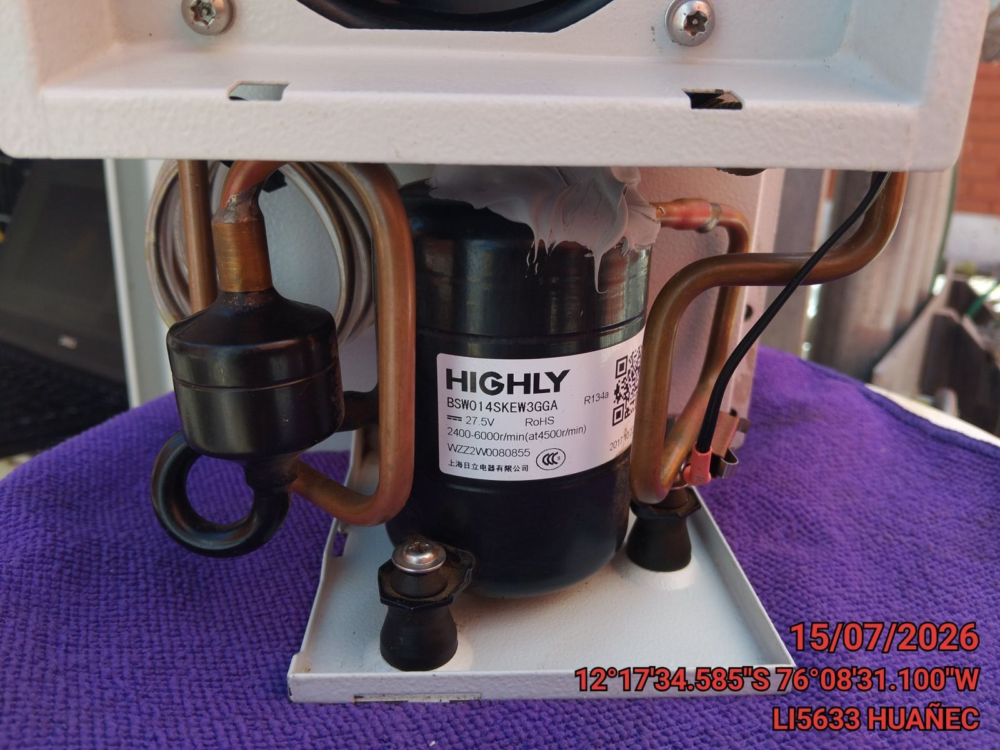 HIGHLY
BSW014SKEW3GGA
R134a
27.5V RoHS
2400-6000r/min(at4500r/min)
WZZ2W0080855
上海日立电器有限公司
CCC S
15/07/2026
12°17'34.585"S 76°08'31.100"W
LI5633 HUAÑEC